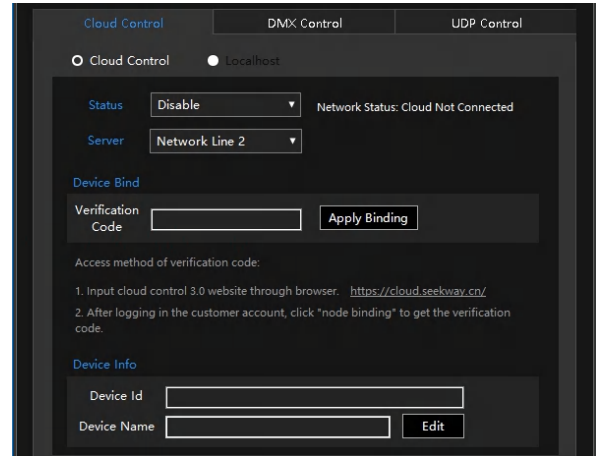 Cloud Control DMX Control UDP Control
Cloud Control Localhost
Status Disable Network Status: Cloud Not Connected
Server Network Line 2
Device Bind
Verification
Code
Apply Binding
Access method of verification code:
1. Input cloud control 3.0 website through browser. https://cloud.seekway.cn/
2. After logging in the customer account, click "node binding" to get the verification
code.
Device Info
Device Id
Device Name Edit